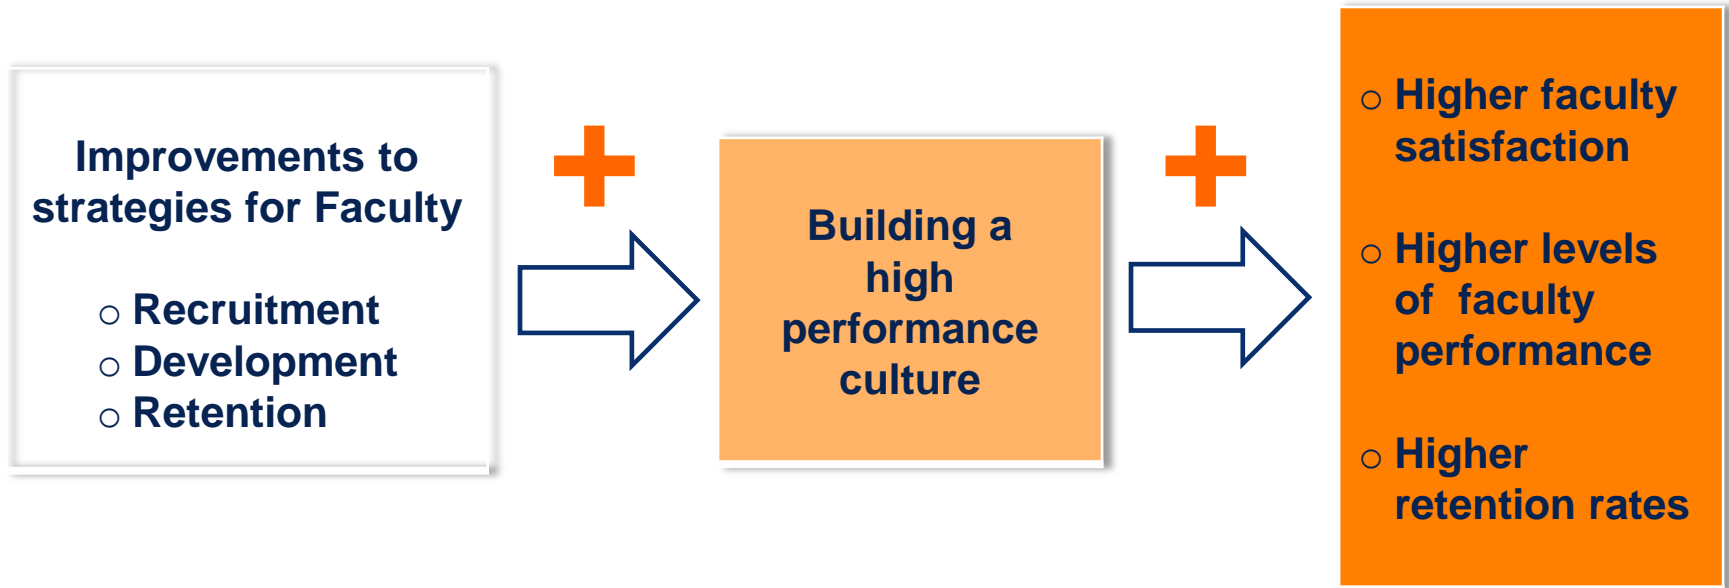 Improvements to
strategies for Faculty
○ Recruitment
○ Development
○ Retention
+
Building a
high
performance
culture
+
○ Higher faculty
satisfaction
○ Higher levels
of  faculty
performance
○ Higher
retention rates